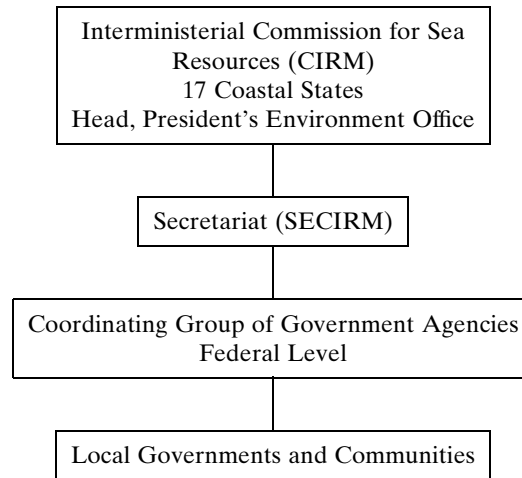 Interministerial Commission for Sea
Resources (CIRM)
17 Coastal States
Head, President’s Environment Office
Secretariat (SECIRM)
Coordinating Group of Government Agencies
Federal Level
Local Governments and Communities